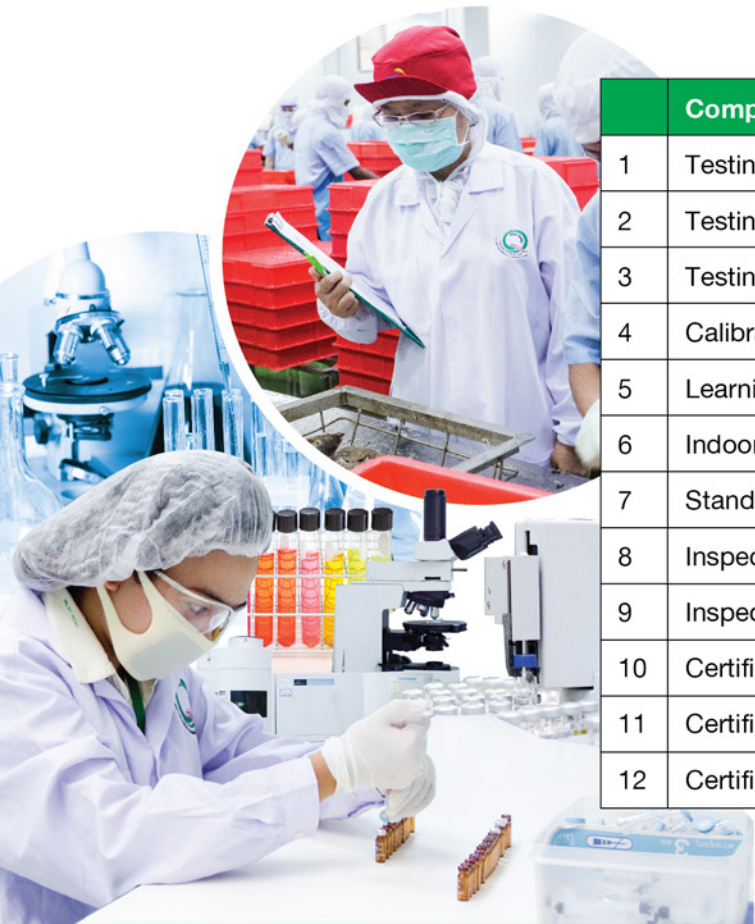 Comp
1 Testin
2 Testin
3 Testin
4 Calibra
5 Learni
6 Indoor
7 Stand
8 Inspec
9 Inspec
10 Certifi
11 Certifi
12 Certifi